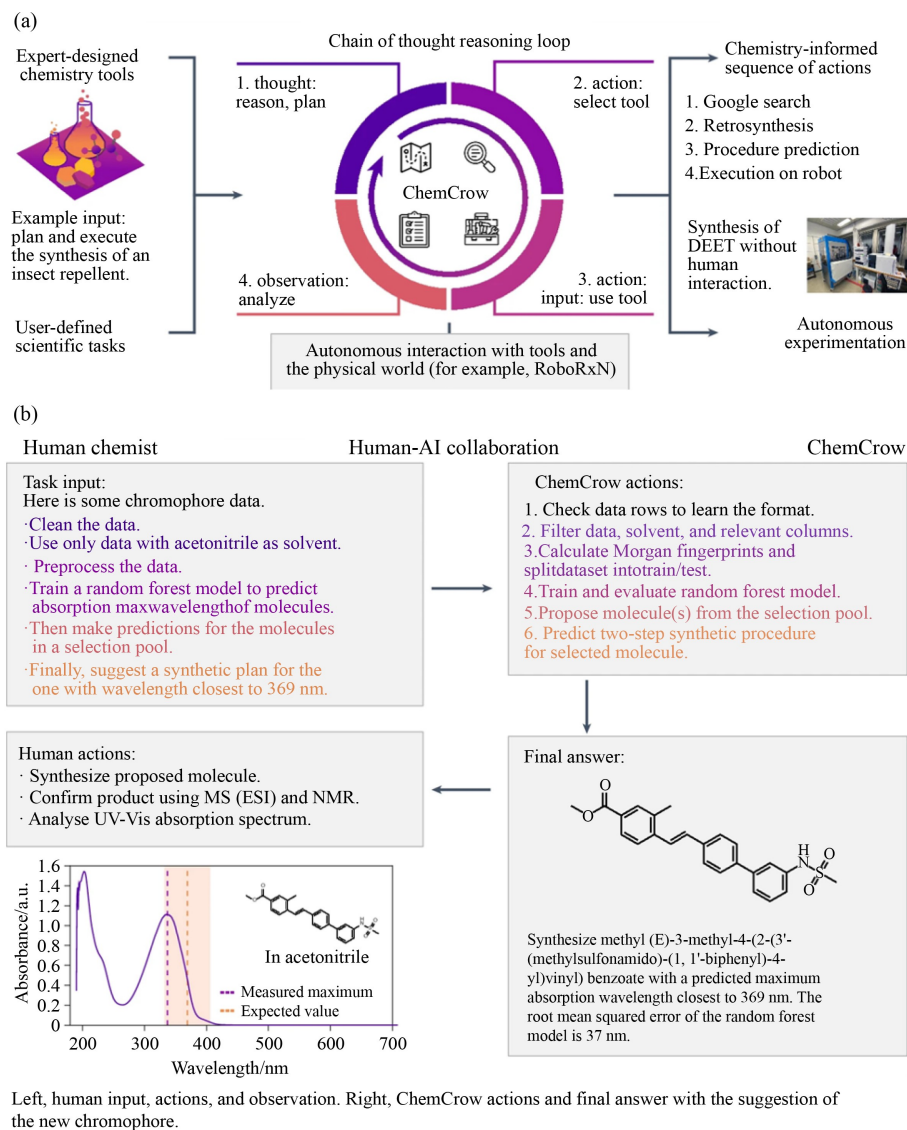 (a)
Expert-designed
chemistry tools
Example input:
plan and execute
the synthesis of an
insect repellent.
User-defined
scientific tasks
Chain of thought reasoning loop
1. thought:
reason, plan
2. action:
select tool
ChemCrow
4. observation:
analyze
3. action:
input: use tool
Autonomous interaction with tools and
the physical world (for example, RoboRxN)
Chemistry-informed
sequence of actions
1. Google search
2. Retrosynthesis
3. Procedure prediction
4.Execution on robot
Synthesis of
DEET without
human
interaction.
Autonomous
experimentation
(b)
Human chemist
Human-AI collaboration
ChemCrow
Task input:
Here is some chromophore data.
·Clean the data.
·Use only data with acetonitrile as solvent.
· Preprocess the data.
·Train a random forest model to predict
absorption maxwavelengthof molecules.
·Then make predictions for the molecules
in a selection pool.
·Finally, suggest a synthetic plan for the
one with wavelength closest to 369 nm.
ChemCrow actions:
1. Check data rows to learn the format.
2. Filter data, solvent, and relevant columns.
3.Calculate Morgan fingerprints and
splitdataset intotrain/test.
4.Train and evaluate random forest model.
5.Propose molecule(s) from the selection pool.
6. Predict two-step synthetic procedure
for selected molecule.
Human actions:
· Synthesize proposed molecule.
· Confirm product using MS (ESI) and NMR.
· Analyse UV-Vis absorption spectrum.
Final answer:
O
O
H
N
O
S
O
Synthesize methyl (E)-3-methyl-4-(2-(3'-
(methylsulfonamido)-(1, 1'-biphenyl)-4-
yl)vinyl) benzoate with a predicted maximum
absorption wavelength closest to 369 nm. The
root mean squared error of the random forest
model is 37 nm.
Absorbance/a.u.
1.6
1.4
1.2
1.0
0.8
0.6
0.4
0.2
0
200
300
400
500
600
700
Wavelength/nm
In acetonitrile
Measured maximum
Expected value
Left, human input, actions, and observation. Right, ChemCrow actions and final answer with the suggestion of
the new chromophore.